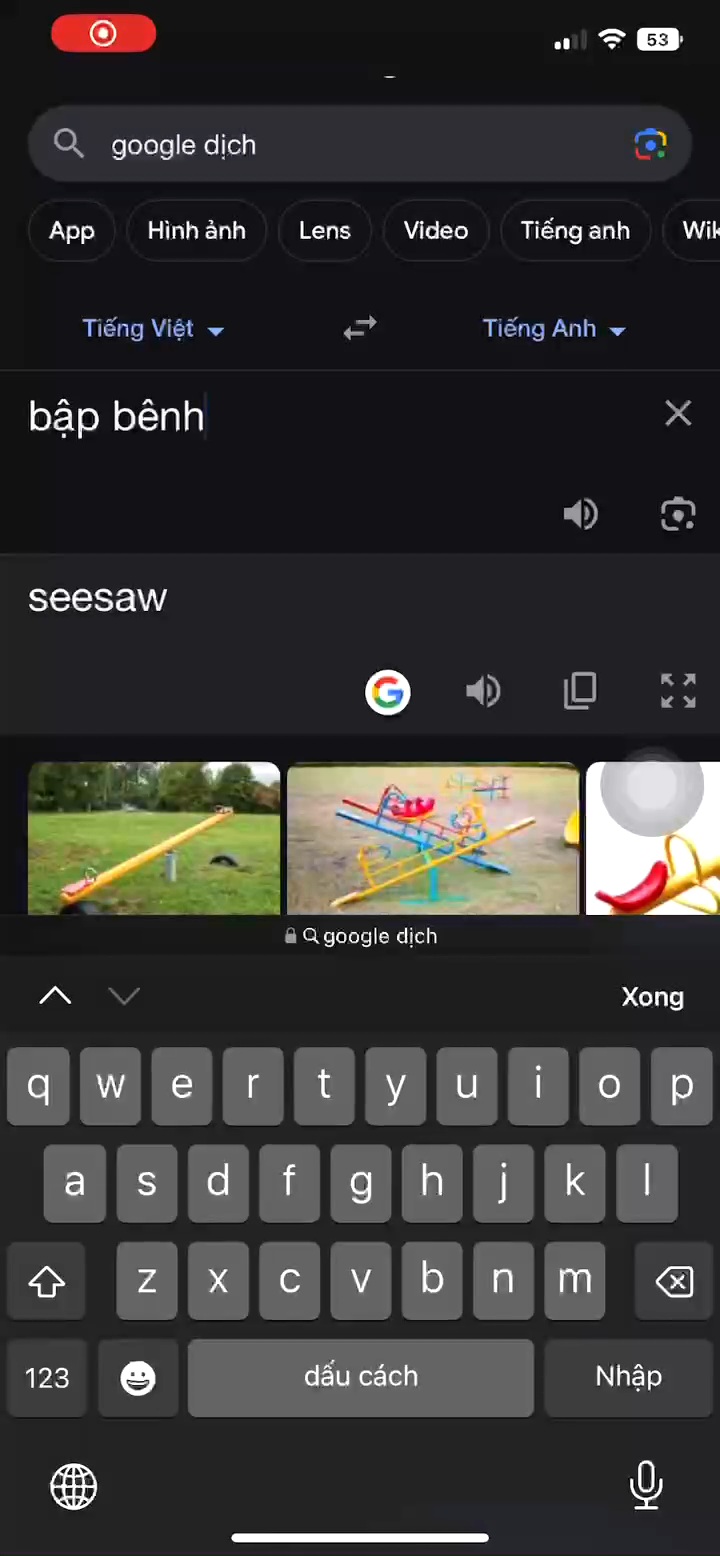 53
google dịch
App Hình ảnh Lens Video Tiếng anh
Tiếng Việt Tiếng Anh
bập bênh
seesaw
google dịch
Xong
q w e r t y u i o p
a s d f g h j k l
z x c v b n m
123 dấu cách Nhập